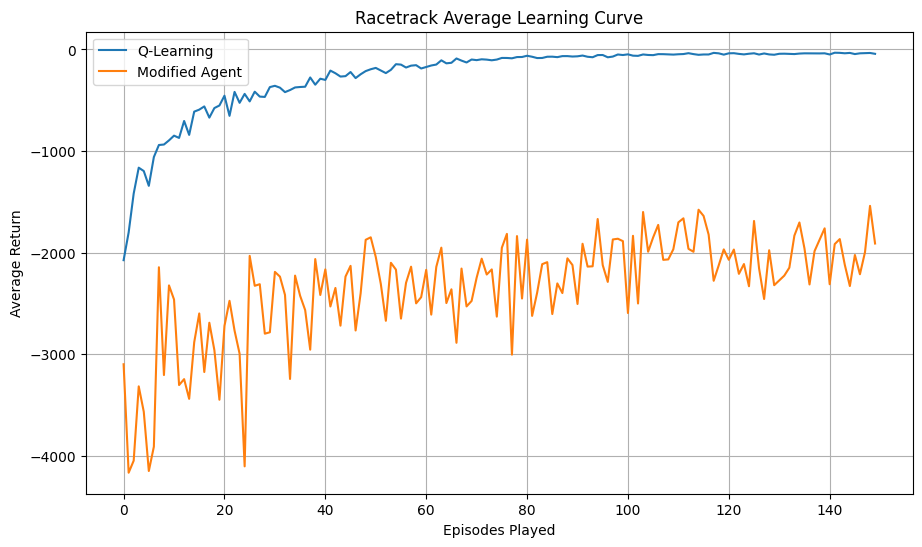 Racetrack Average Learning Curve
Q-Learning
Modified Agent
0
−1000
−2000
−3000
−4000
Average Return
0 20 40 60 80 100 120 140
Episodes Played